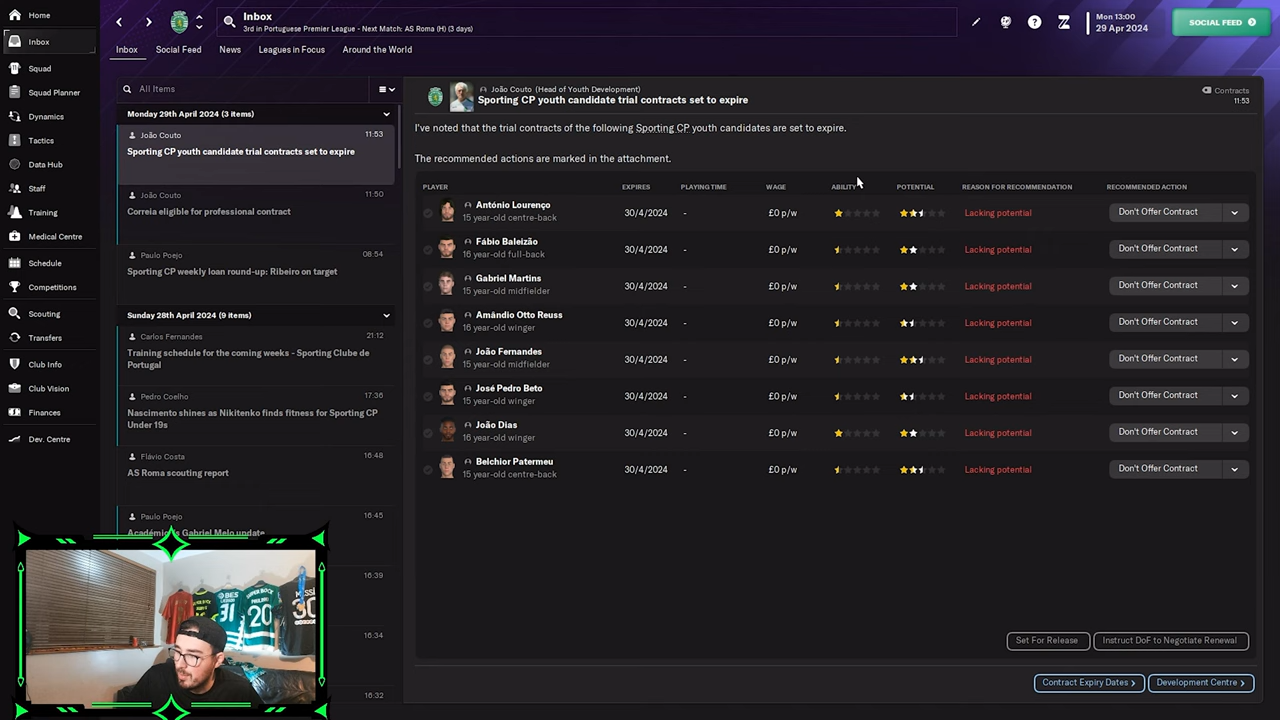 Home
Inbox
Squad
Squad Planner
Dynamics
Tactics
Data Hub
Staff
Training
Medical Centre
Schedule
Competitions
Scouting
Transfers
Club Info
Club Vision
Finances
Dev. Centre
Inbox
3rd in Portuguese Premier League - Next Match: AS Roma (H) (3 days)
Mon 13:00
29 Apr 2024
SOCIAL FEED
Inbox
Social Feed
News
Leagues in Focus
Around the World
All Items
Monday 29th April 2024 (3 items)
João Couto 11:53
Sporting CP youth candidate trial contracts set to expire
João Couto 11:50
Correia eligible for professional contract
Paulo Poejo 08:54
Sporting CP weekly loan round-up: Ribeiro on target
Sunday 28th April 2024 (9 items)
Carlos Fernandes 21:12
Training schedule for the coming weeks - Sporting Clube de
Portugal
Pedro Coelho 17:36
Nascimento shines as Nikitenko finds fitness for Sporting CP
Under 19s
Flávio Costa 16:48
AS Roma scouting report
Paulo Poejo 16:45
Gabriel Melo update
16:39
16:34
16:32
João Couto (Head of Youth Development)
Sporting CP youth candidate trial contracts set to expire
Contracts
11:53
I've noted that the trial contracts of the following Sporting CP youth candidates are set to expire.
The recommended actions are marked in the attachment.
PLAYER EXPIRES PLAYING TIME WAGE ABILITY POTENTIAL REASON FOR RECOMMENDATION RECOMMENDED ACTION
António Lourenço
15 year-old centre-back
30/4/2024 - £0 p/w Lacking potential Don't Offer Contract
Fábio Baleizão
16 year-old full-back
30/4/2024 - £0 p/w Lacking potential Don't Offer Contract
Gabriel Martins
15 year-old midfielder
30/4/2024 - £0 p/w Lacking potential Don't Offer Contract
Amândio Otto Reuss
16 year-old winger
30/4/2024 - £0 p/w Lacking potential Don't Offer Contract
João Fernandes
15 year-old midfielder
30/4/2024 - £0 p/w Lacking potential Don't Offer Contract
José Pedro Beto
15 year-old winger
30/4/2024 - £0 p/w Lacking potential Don't Offer Contract
João Dias
16 year-old winger
30/4/2024 - £0 p/w Lacking potential Don't Offer Contract
Belchior Patermeu
15 year-old centre-back
30/4/2024 - £0 p/w Lacking potential Don't Offer Contract
Set For Release
Instruct DoF to Negotiate Renewal
Contract Expiry Dates
Development Centre
BES
31
20
30